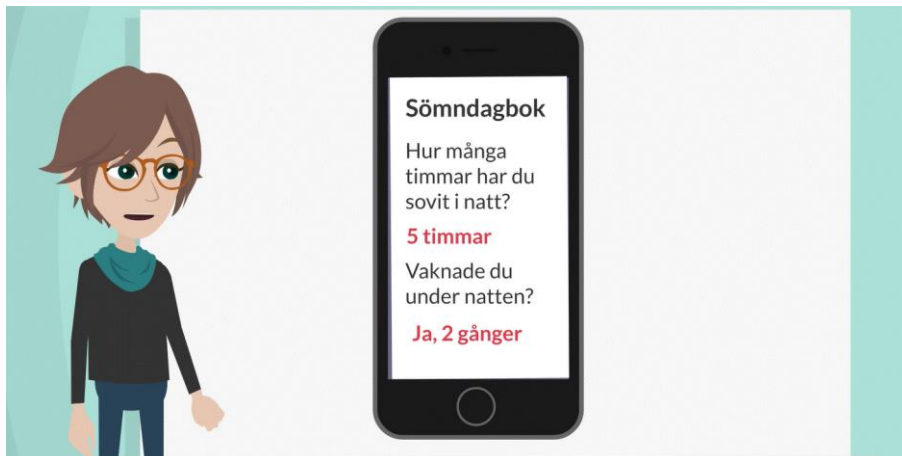 Sömndagbok
Hur många
timmar har du
sovit i natt?
5 timmar
Vaknade du
under natten?
Ja, 2 gånger